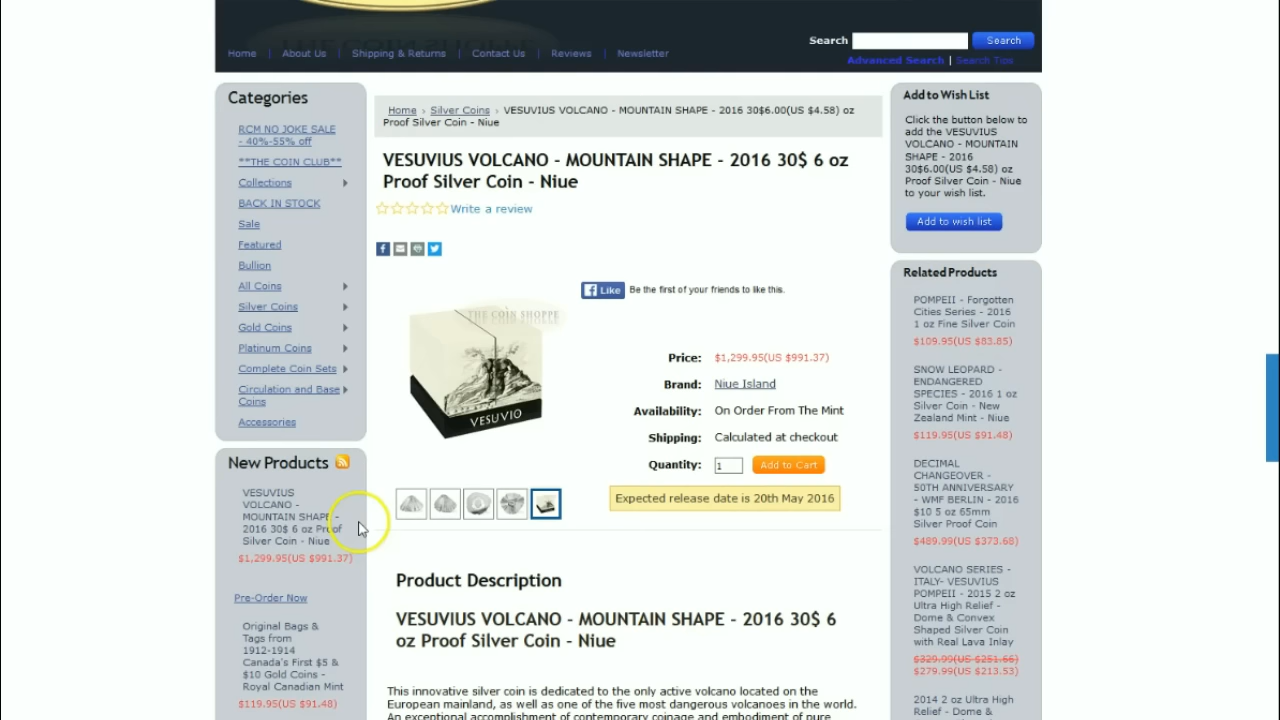 Home | About Us | Shipping & Returns | Contact Us | Reviews | Newsletter
Search
Search
Advanced Search | Search Tips
Categories
RCM NO JOKE SALE
- 40%-55% off
**THE COIN CLUB**
Collections
BACK IN STOCK
Sale
Featured
Bullion
All Coins
Silver Coins
Gold Coins
Platinum Coins
Complete Coin Sets
Circulation and Base
Coins
Accessories
New Products
VESUVIUS
VOLCANO -
MOUNTAIN SHAPE -
2016 30$ 6 oz Proof
Silver Coin - Niue
$1,299.95(US $991.37)
Pre-Order Now
Original Bags &
Tags from
1912-1914
Canada's First $5 &
$10 Gold Coins -
Royal Canadian Mint
$119.95(US $91.48)
Home › Silver Coins › VESUVIUS VOLCANO - MOUNTAIN SHAPE - 2016 30$6.00(US $4.58) oz
Proof Silver Coin - Niue
VESUVIUS VOLCANO - MOUNTAIN SHAPE - 2016 30$ 6 oz
Proof Silver Coin - Niue
Write a review
Like Be the first of your friends to like this.
THE COIN SHOPPE
VESUVIO
Price: $1,299.95(US $991.37)
Brand: Niue Island
Availability: On Order From The Mint
Shipping: Calculated at checkout
Quantity: 1 Add to Cart
Expected release date is 20th May 2016
Product Description
VESUVIUS VOLCANO - MOUNTAIN SHAPE - 2016 30$ 6
oz Proof Silver Coin - Niue
This innovative silver coin is dedicated to the only active volcano located on the
European mainland, as well as one of the five most dangerous volcanoes in the world.
An exceptional accomplishment of contemporary coinage and embodiment of pure
Add to Wish List
Click the button below to
add the VESUVIUS
VOLCANO -
MOUNTAIN SHAPE -
2016
30$6.00(US $4.58) oz
Proof Silver Coin - Niue
to your wish list.
Add to wish list
Related Products
POMPEII - Forgotten
Cities Series - 2016
1 oz Fine Silver Coin
$109.95(US $83.85)
SNOW LEOPARD -
ENDANGERED
SPECIES - 2016 1 oz
Silver Coin - New
Zealand Mint - Niue
$119.95(US $91.48)
DECIMAL
CHANGEOVER -
50TH ANNIVERSARY
- WMF BERLIN - 2016
$10 5 oz 65mm
Silver Proof Coin
$489.99(US $373.68)
VOLCANO SERIES -
ITALY- VESUVIUS
POMPEII - 2015 2 oz
Ultra High Relief -
Dome & Convex
Shaped Silver Coin
with Real Lava Inlay
$329.99(US $251.66)
$279.99(US $213.53)
2014 2 oz Ultra High
Relief - Dome &